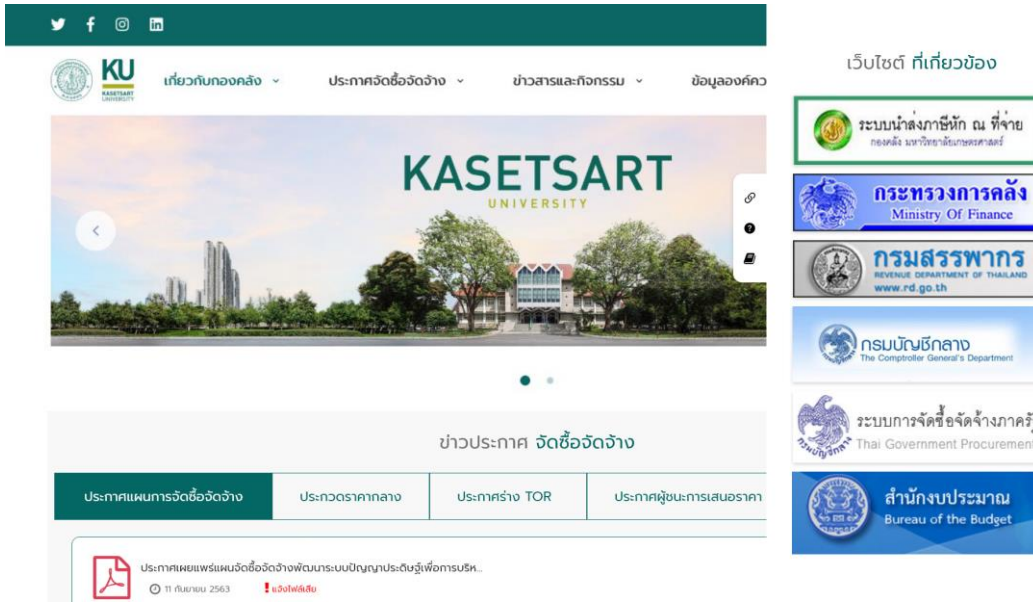 KU
KASETSART
UNIVERSITY
เกี่ยวกับกองคลัง
ประกาศจัดซื้อจัดจ้าง
ข่าวสารและกิจกรรม
ข้อมูลองค์คว
KASETSART
UNIVERSITY
ข่าวประกาศ จัดซื้อจัดจ้าง
ประกาศแผนการจัดซื้อจัดจ้าง
ประกวดราคากลาง
ประกาศร่าง TOR
ประกาศผู้ชนะการเสนอราคา
ประกาศเผยแพร่แผนจัดซื้อจัดจ้างพัฒนาระบบปัญญาประดิษฐ์เพื่อการบริห...
11 กันยายน 2563
แจ้งไฟล์เสีย
เว็บไซต์ ที่เกี่ยวข้อง
ระบบนำส่งภาษีหัก ณ ที่จ่าย
กองคลัง มหาวิทยาลัยเกษตรศาสตร์
กระทรวงการคลัง
Ministry Of Finance
กรมสรรพากร
REVENUE DEPARTMENT OF THAILAND
www.rd.go.th
กรมบัญชีกลาง
The Comptroller General's Department
กรมบัญชีกลาง
ระบบการจัดซื้อจัดจ้างภาครั
Thai Government Procurement
สำนักงบประมาณ
Bureau of the Budget